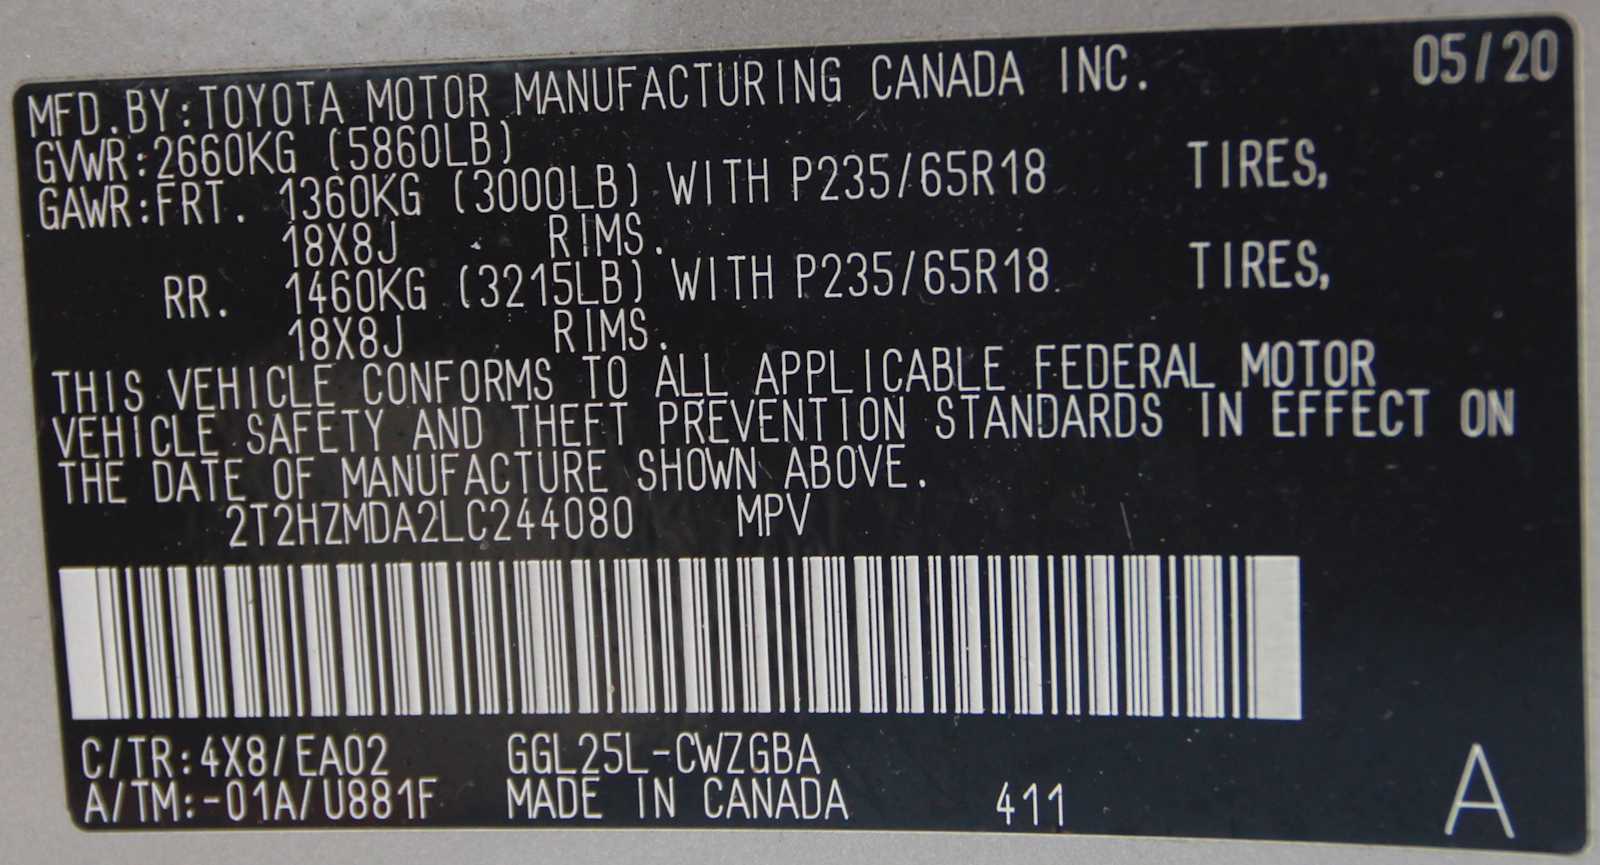 05/20
MFD.BY:TOYOTA MOTOR MANUFACTURING CANADA INC.
GVWR:2660KG (5860LB)
GAWR:FRT. 1360KG (3000LB) WITH P235/65R18 TIRES,
18X8J RIMS.
RR. 1460KG (3215LB) WITH P235/65R18 TIRES,
18X8J RIMS.
THIS VEHICLE CONFORMS TO ALL APPLICABLE FEDERAL MOTOR
VEHICLE SAFETY AND THEFT PREVENTION STANDARDS IN EFFECT ON
THE DATE OF MANUFACTURE SHOWN ABOVE.
2T2HZMDA2LC244080 MPV
C/TR:4X8/EA02 GGL25L-CWZGBA
A/TM:-01A/U881F MADE IN CANADA 411 A